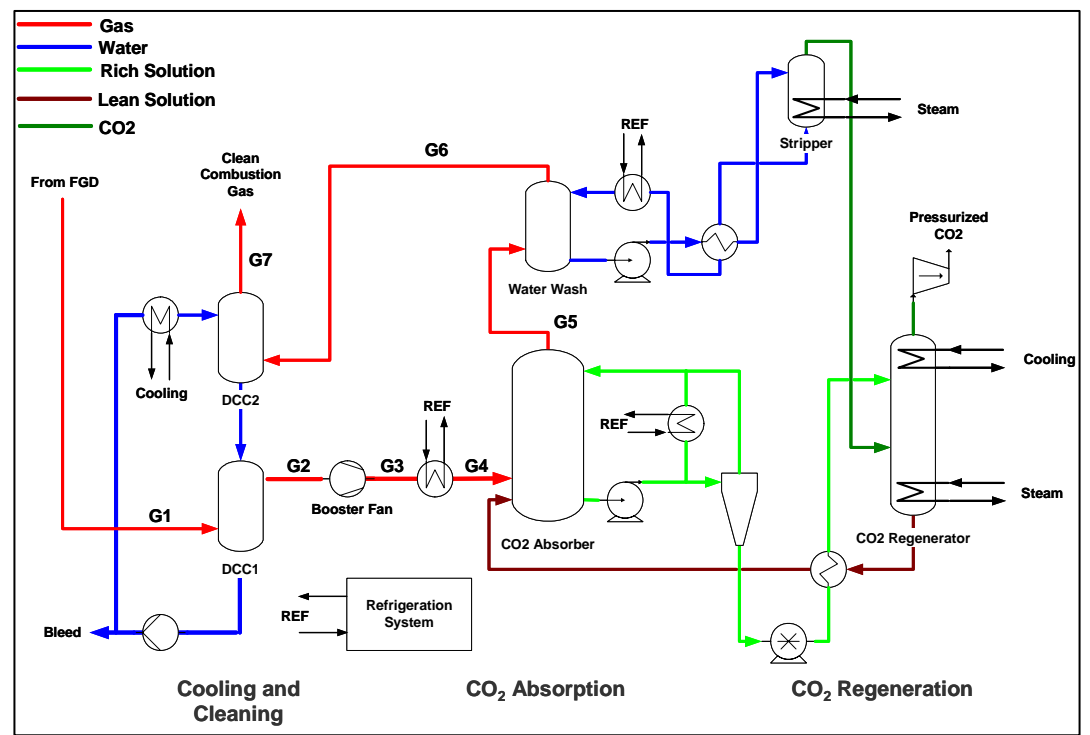 Gas
Water
Rich Solution
Lean Solution
CO2
From FGD
Clean
Combustion
Gas
G6
REF
Steam
Stripper
Pressurized
CO2
G7
Water Wash
G5
Cooling
DCC2
REF
REF
Cooling
G2
G3
G4
Booster Fan
G1
Steam
CO2 Absorber
CO2 Regenerator
DCC1
Refrigeration
System
REF
Bleed
Cooling and
Cleaning
CO2 Absorption
CO2 Regeneration